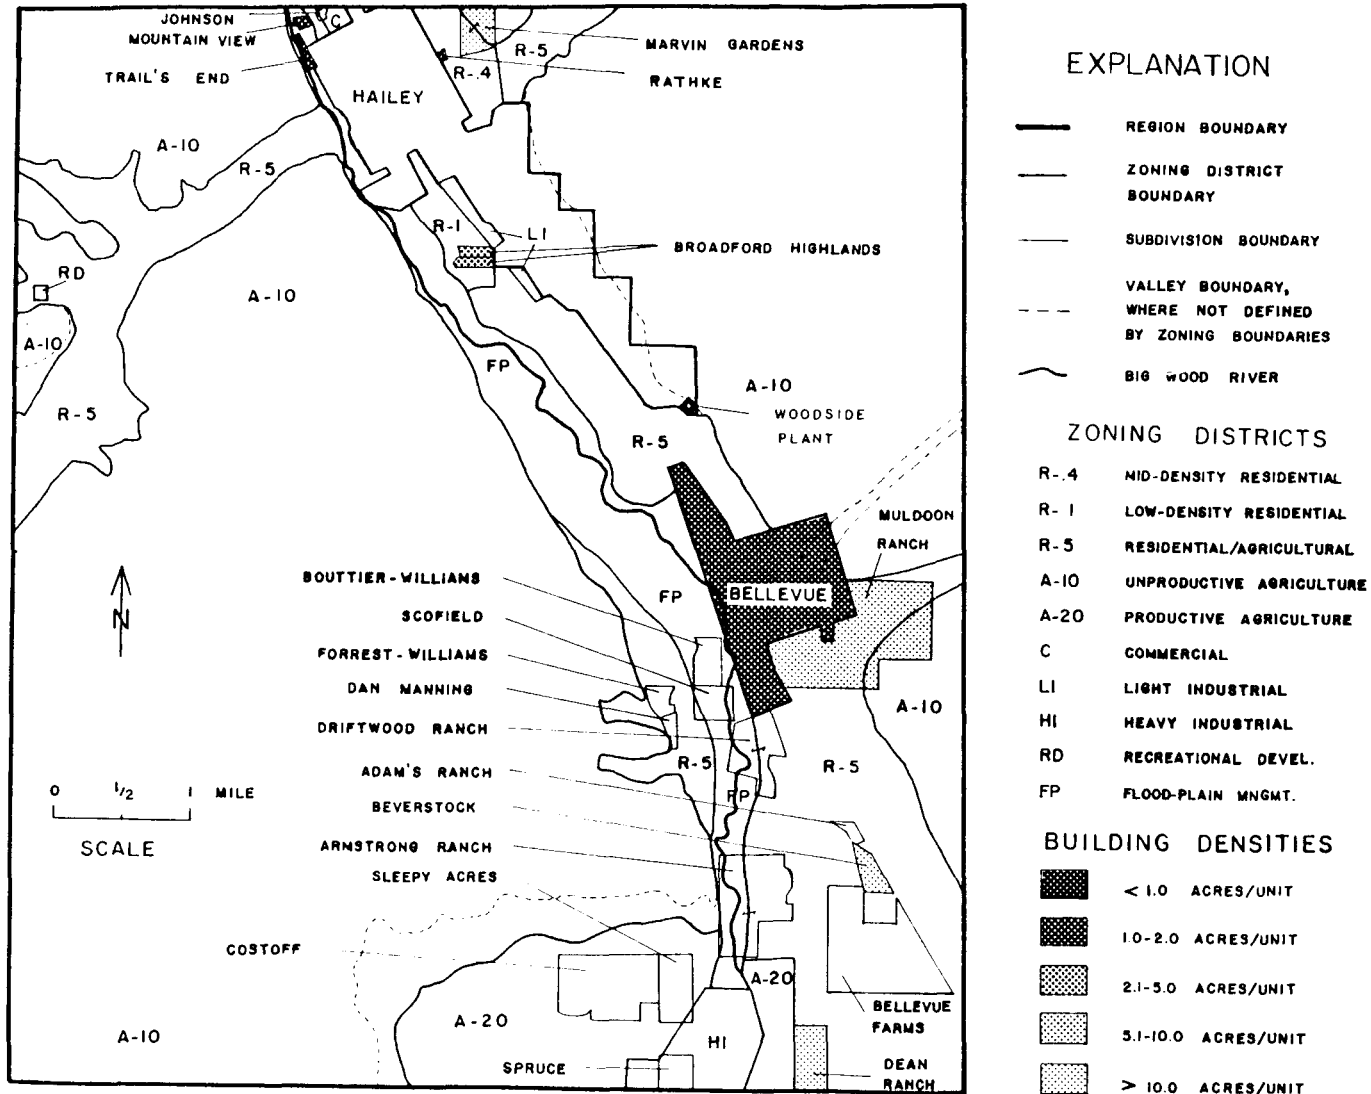 JOHNSON
MOUNTAIN VIEW
TRAIL'S END
C
R-5
MARVIN GARDENS
R-.4
RATHKE
HAILEY
A-10
R-5
R-1
LI
BROADFORD HIGHLANDS
RD
A-10
A-10
FP
R-5
A-10
WOODSIDE
PLANT
R-5
MULDOON
RANCH
BELLEVUE
N
BOUTTIER-WILLIAMS
FP
SCOFIELD
FORREST-WILLIAMS
DAN MANNING
A-10
DRIFTWOOD RANCH
R-5
R-5
ADAM'S RANCH
FP
BEVERSTOCK
0 1/2 1 MILE
SCALE
ARMSTRONG RANCH
SLEEPY ACRES
COSTOFF
A-20
BELLEVUE
FARMS
A-20
A-10
HI
SPRUCE
DEAN
RANCH
EXPLANATION
REGION BOUNDARY
ZONING DISTRICT
BOUNDARY
SUBDIVISION BOUNDARY
VALLEY BOUNDARY,
WHERE NOT DEFINED
BY ZONING BOUNDARIES
BIG WOOD RIVER
ZONING DISTRICTS
R-.4 MID-DENSITY RESIDENTIAL
R-1 LOW-DENSITY RESIDENTIAL
R-5 RESIDENTIAL/AGRICULTURAL
A-10 UNPRODUCTIVE AGRICULTURE
A-20 PRODUCTIVE AGRICULTURE
C COMMERCIAL
LI LIGHT INDUSTRIAL
HI HEAVY INDUSTRIAL
RD RECREATIONAL DEVEL.
FP FLOOD-PLAIN MNGMT.
BUILDING DENSITIES
< 1.0 ACRES/UNIT
1.0-2.0 ACRES/UNIT
2.1-5.0 ACRES/UNIT
5.1-10.0 ACRES/UNIT
> 10.0 ACRES/UNIT